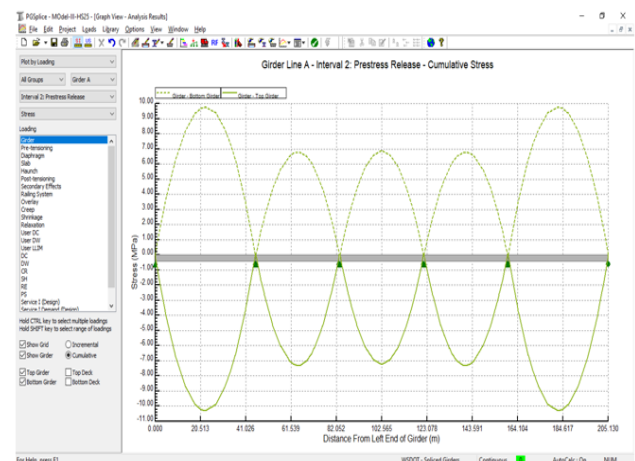 PGSplice - MOdel-III-HS25 - [Graph View - Analysis Results]
File Edit Project Loads Library Options View Window Help
Plot by Loading
All Groups
Girder A
Interval 2: Prestress Release
Stress
Loading
Girder
Pre-tensioning
Diaphragm
Slab
Haunch
Post-tensioning
Secondary Effects
Railing System
Overlay
Creep
Shrinkage
Relaxation
User DC
User DW
User LLIM
DC
DW
CR
SH
RE
PS
Service I (Design)
Service I Demand (Design)
Hold CTRL key to select multiple loadings
Hold SHIFT key to select range of loadings
Show Grid
Incremental
Show Girder
Cumulative
Top Girder
Top Deck
Bottom Girder
Bottom Deck
Girder Line A - Interval 2: Prestress Release - Cumulative Stress
Girder - Bottom Girder
Girder - Top Girder
Stress (MPa)
10.00
9.00
8.00
7.00
6.00
5.00
4.00
3.00
2.00
1.00
0.00
-1.00
-2.00
-3.00
-4.00
-5.00
-6.00
-7.00
-8.00
-9.00
-10.00
-11.00
0.000 20.513 41.026 61.539 82.052 102.565 123.078 143.591 164.104 184.617 205.130
Distance From Left End of Girder (m)
For Help, press F1
WSDOT - Spliced Girders
Continuous
AutoCalc: On
NUM